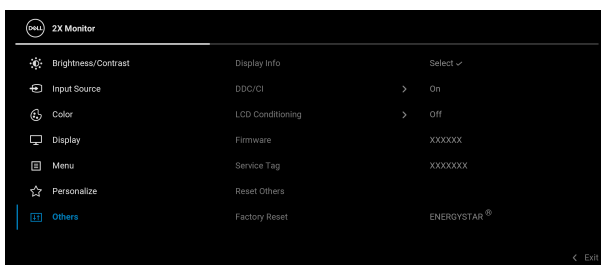 DELL 2X Monitor
Brightness/Contrast Display Info Select
Input Source DDC/CI > On
Color LCD Conditioning > Off
Display Firmware XXXXXX
Menu Service Tag XXXXXXX
Personalize Reset Others
Others Factory Reset ENERGYSTAR ®
< Exit